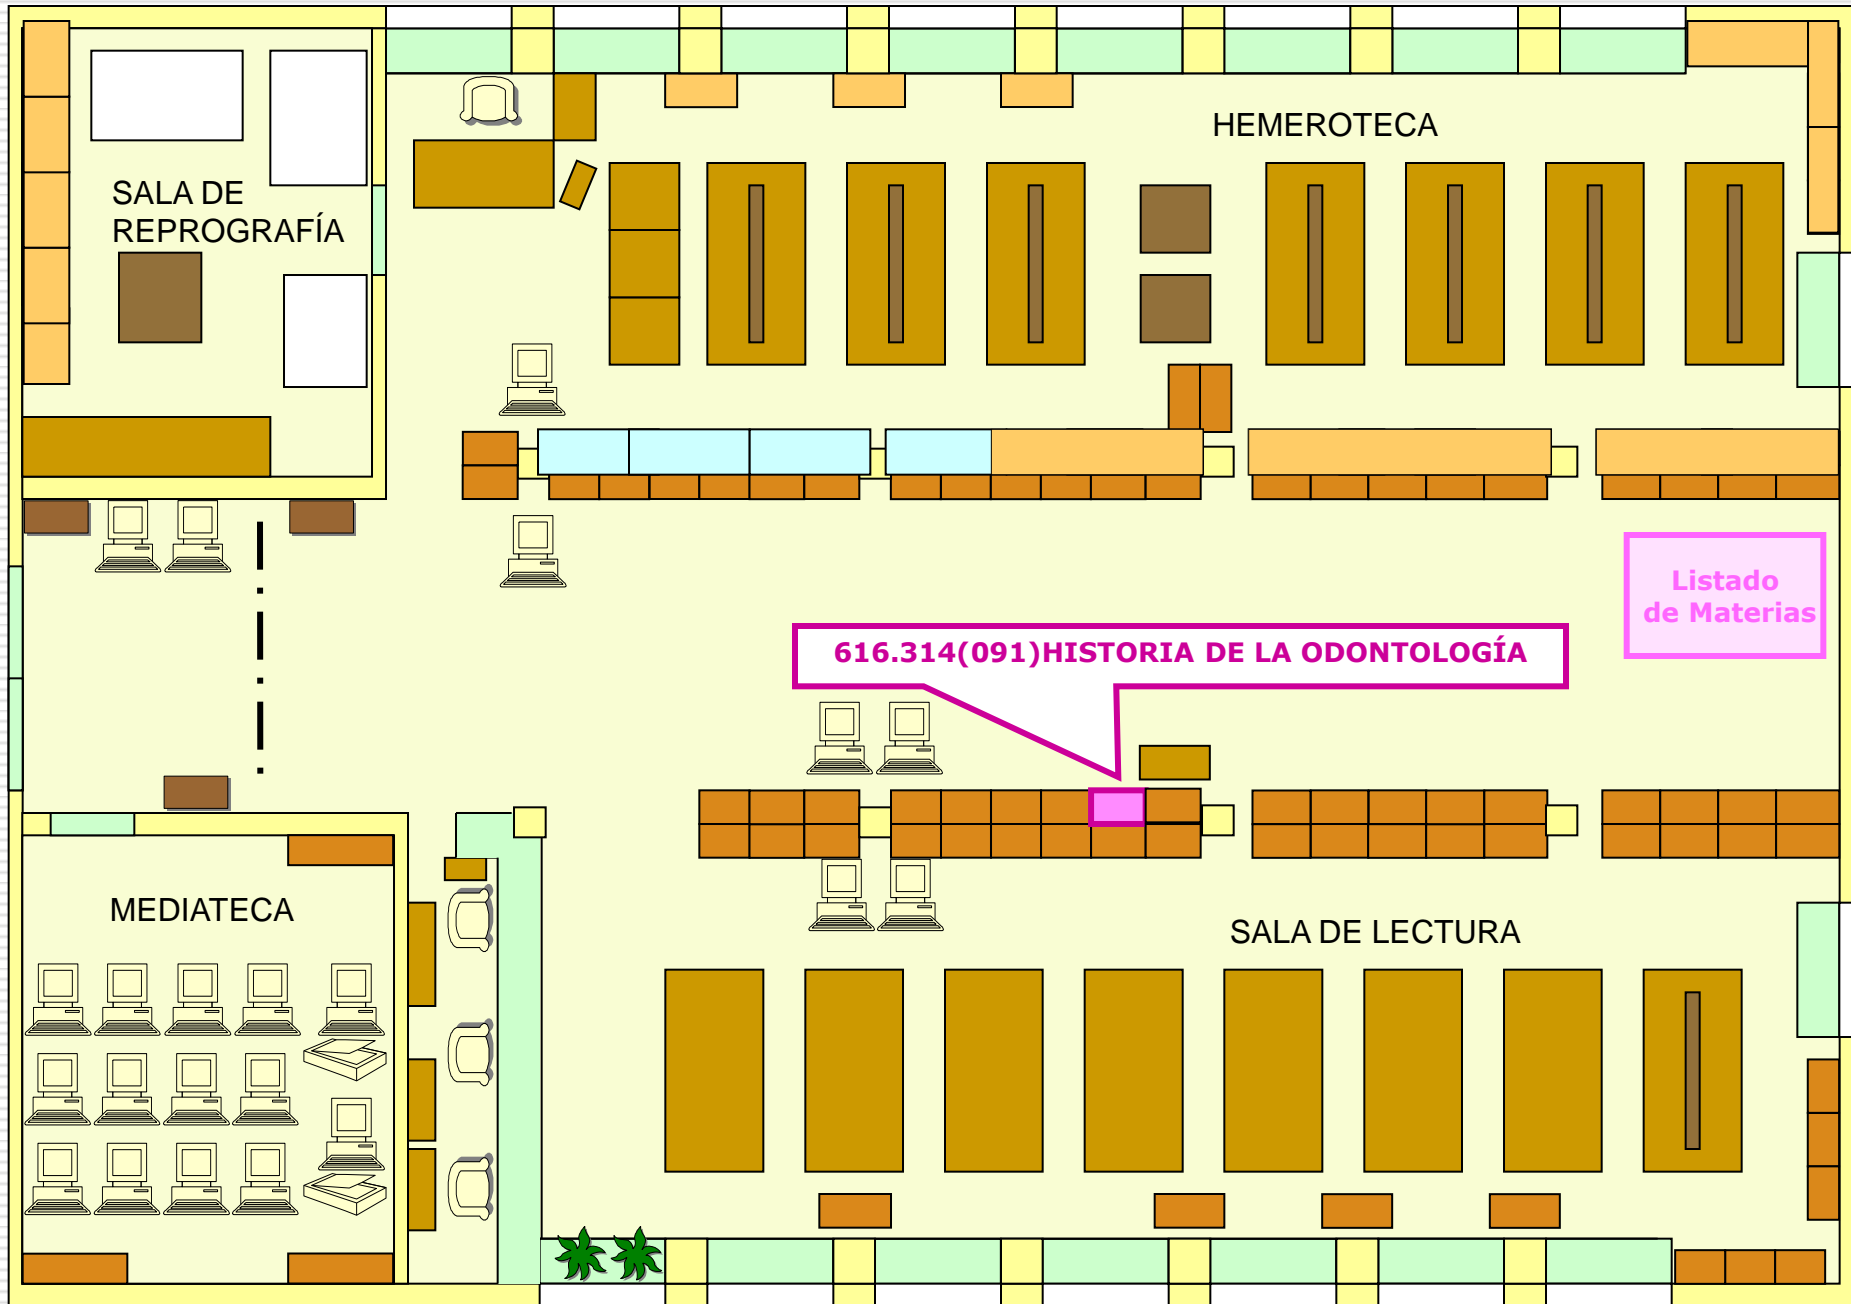 HEMEROTECA
SALA DE
REPROGRAFÍA
Listado
de Materias
616.314(091)HISTORIA DE LA ODONTOLOGÍA
MEDIATECA
SALA DE LECTURA